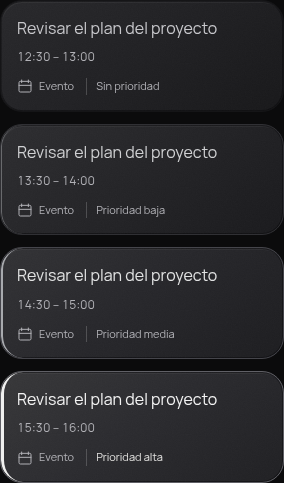 Revisar el plan del proyecto
12:30 – 13:00
Evento Sin prioridad
Revisar el plan del proyecto
13:30 – 14:00
Evento Prioridad baja
Revisar el plan del proyecto
14:30 – 15:00
Evento Prioridad media
Revisar el plan del proyecto
15:30 – 16:00
Evento Prioridad alta